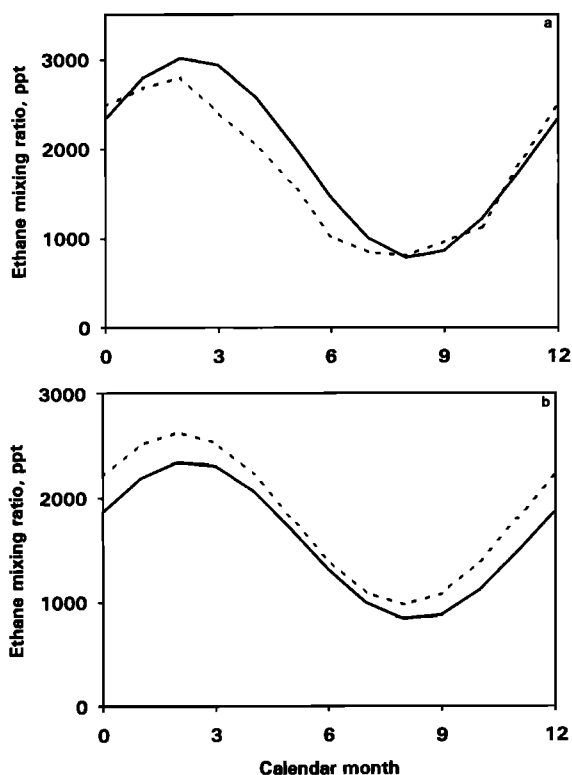 a
Ethane mixing ratio, ppt
3000
2000
1000
0
0 3 6 9 12
b
Ethane mixing ratio, ppt
3000
2000
1000
0
0 3 6 9 12
Calendar month